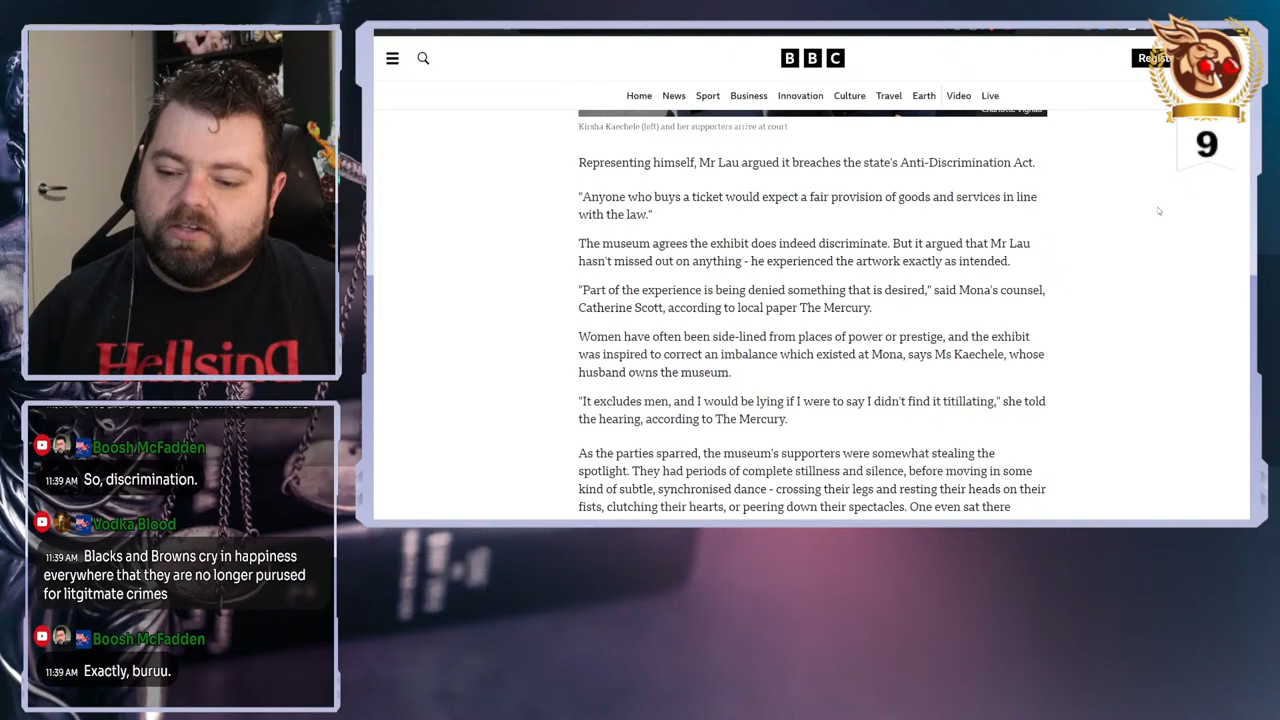 BBC
Home News Sport Business Innovation Culture Travel Earth Video Live
Kirsha Kaechele (left) and her supporters arrive at court
Representing himself, Mr Lau argued it breaches the state's Anti-Discrimination Act.
"Anyone who buys a ticket would expect a fair provision of goods and services in line
with the law."
The museum agrees the exhibit does indeed discriminate. But it argued that Mr Lau
hasn't missed out on anything - he experienced the artwork exactly as intended.
"Part of the experience is being denied something that is desired," said Mona's counsel,
Catherine Scott, according to local paper The Mercury.
Women have often been side-lined from places of power or prestige, and the exhibit
was inspired to correct an imbalance which existed at Mona, says Ms Kaechele, whose
husband owns the museum.
"It excludes men, and I would be lying if I were to say I didn't find it titillating," she told
the hearing, according to The Mercury.
As the parties sparred, the museum's supporters were somewhat stealing the
spotlight. They had periods of complete stillness and silence, before moving in some
kind of subtle, synchronised dance - crossing their legs and resting their heads on their
fists, clutching their hearts, or peering down their spectacles. One even sat there
9
Hellsing
Boosh McFadden
11:39 AM So, discrimination.
Vodka Blood
11:39 AM Blacks and Browns cry in happiness
everywhere that they are no longer purused
for litgitmate crimes
Boosh McFadden
11:39 AM Exactly, buruu.